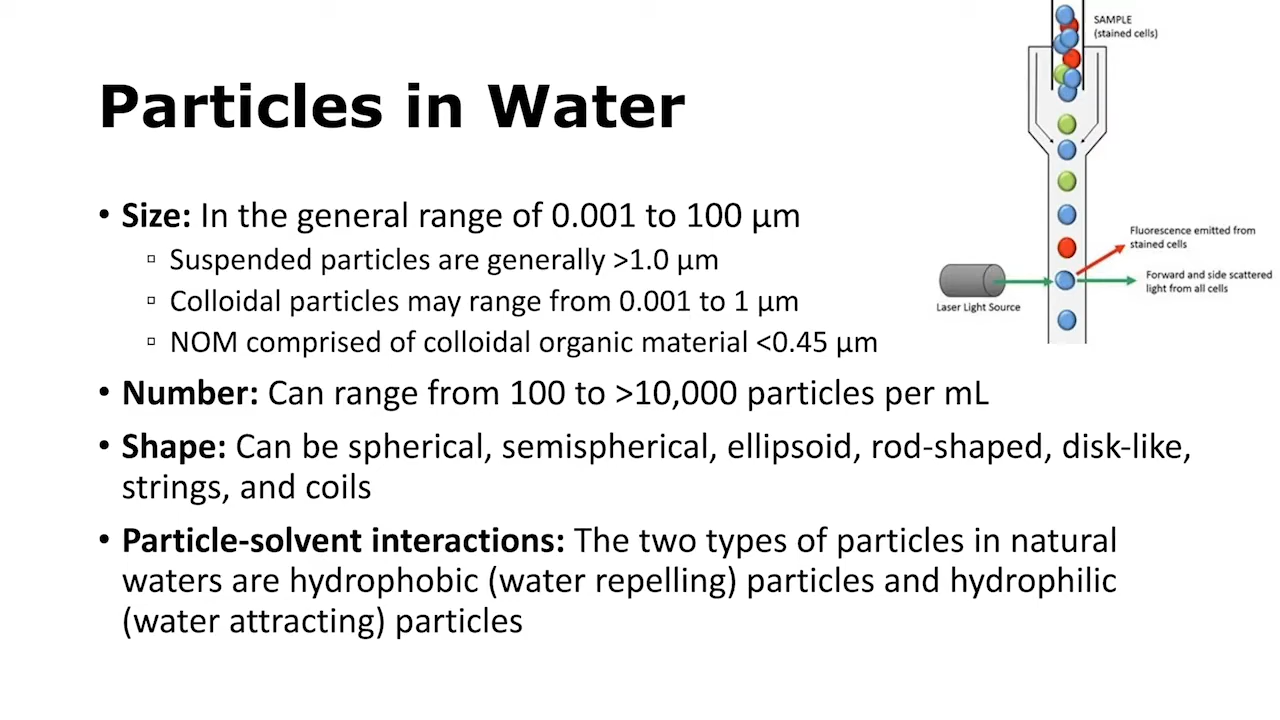 Particles in Water
• Size: In the general range of 0.001 to 100 µm
▫ Suspended particles are generally >1.0 µm
▫ Colloidal particles may range from 0.001 to 1 µm
▫ NOM comprised of colloidal organic material <0.45 µm
• Number: Can range from 100 to >10,000 particles per mL
• Shape: Can be spherical, semispherical, ellipsoid, rod-shaped, disk-like,
strings, and coils
• Particle-solvent interactions: The two types of particles in natural
waters are hydrophobic (water repelling) particles and hydrophilic
(water attracting) particles
SAMPLE
(stained cells)
Fluorescence emitted from
stained cells
Forward and side scattered
light from all cells
Laser Light Source